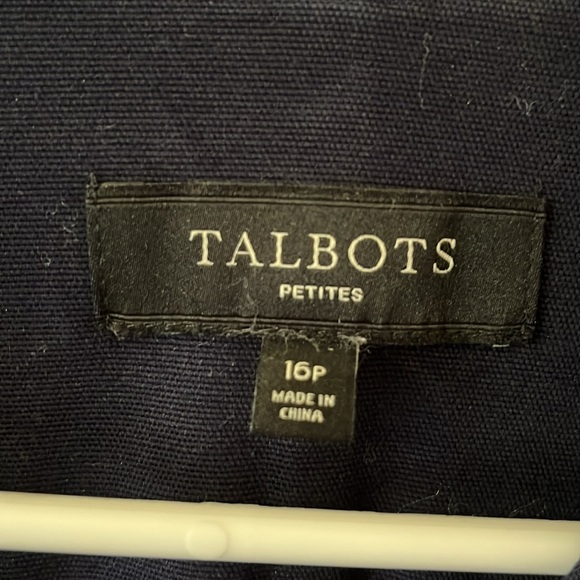 TALBOTS
PETITES
16P
MADE IN
CHINA